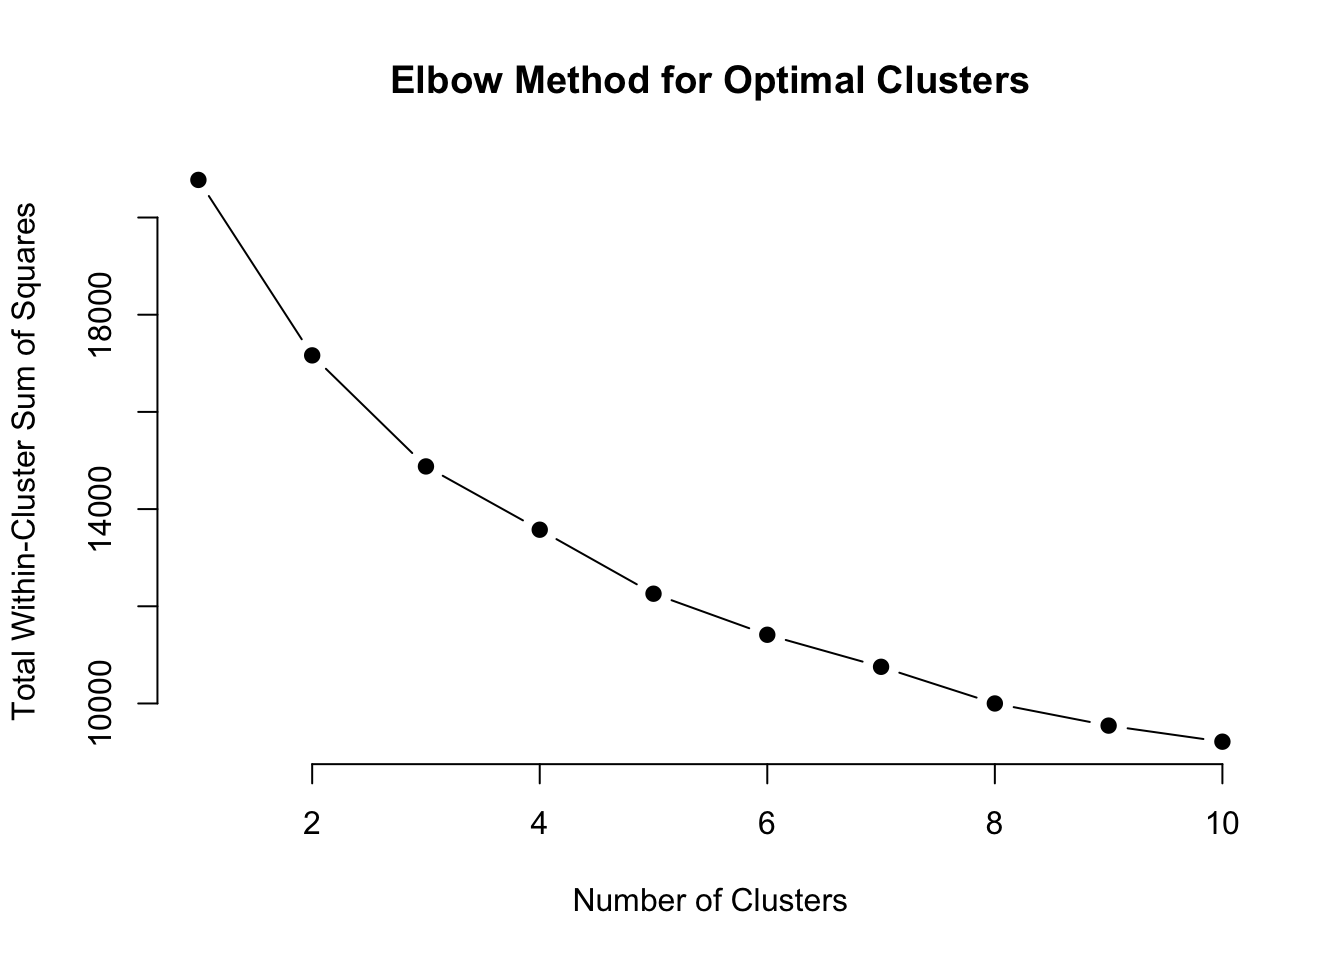 Elbow Method for Optimal Clusters
Total Within-Cluster Sum of Squares
18000
14000
10000
2 4 6 8 10
Number of Clusters